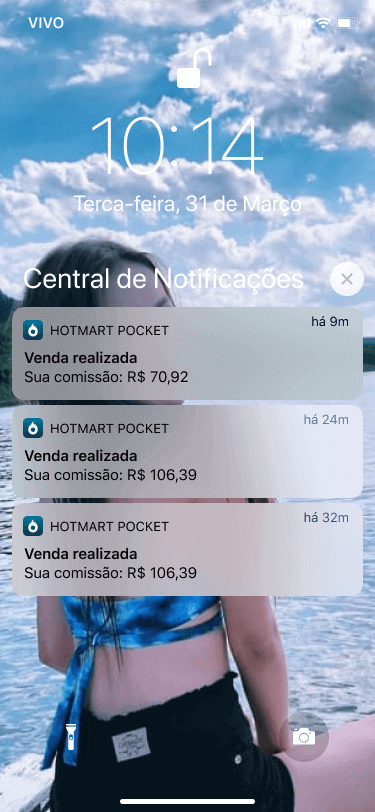 VIVO
10:14
Terca-feira, 31 de Março
Central de Notificações
HOTMART POCKET
há 9m
Venda realizada
Sua comissão: R$ 70,92
HOTMART POCKET
há 24m
Venda realizada
Sua comissão: R$ 106,39
HOTMART POCKET
há 32m
Venda realizada
Sua comissão: R$ 106,39